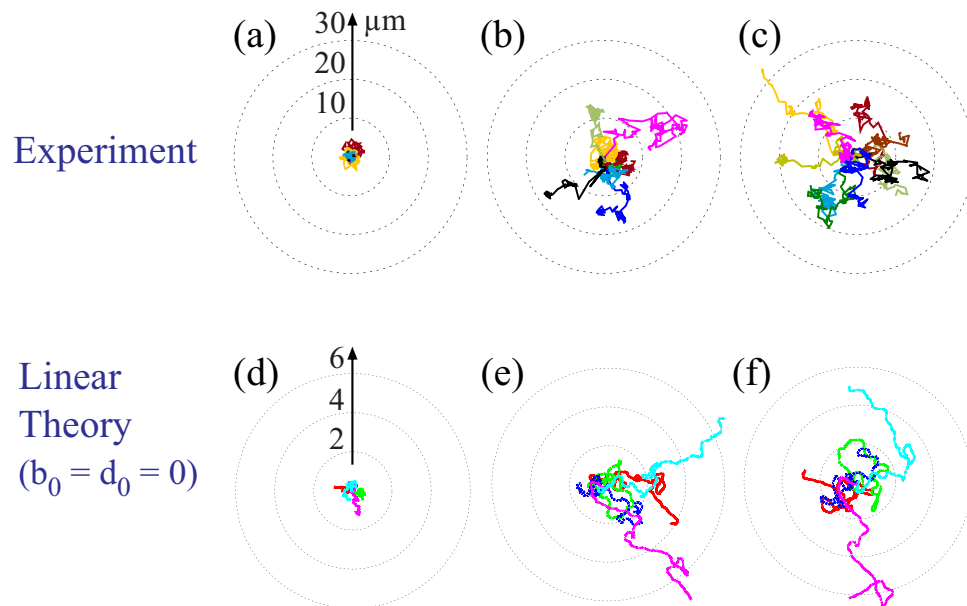 (a)
30
µm
20
10
(b)
(c)
Experiment
(d)
6
4
2
(e)
(f)
Linear
Theory
(b₀ = d₀ = 0)